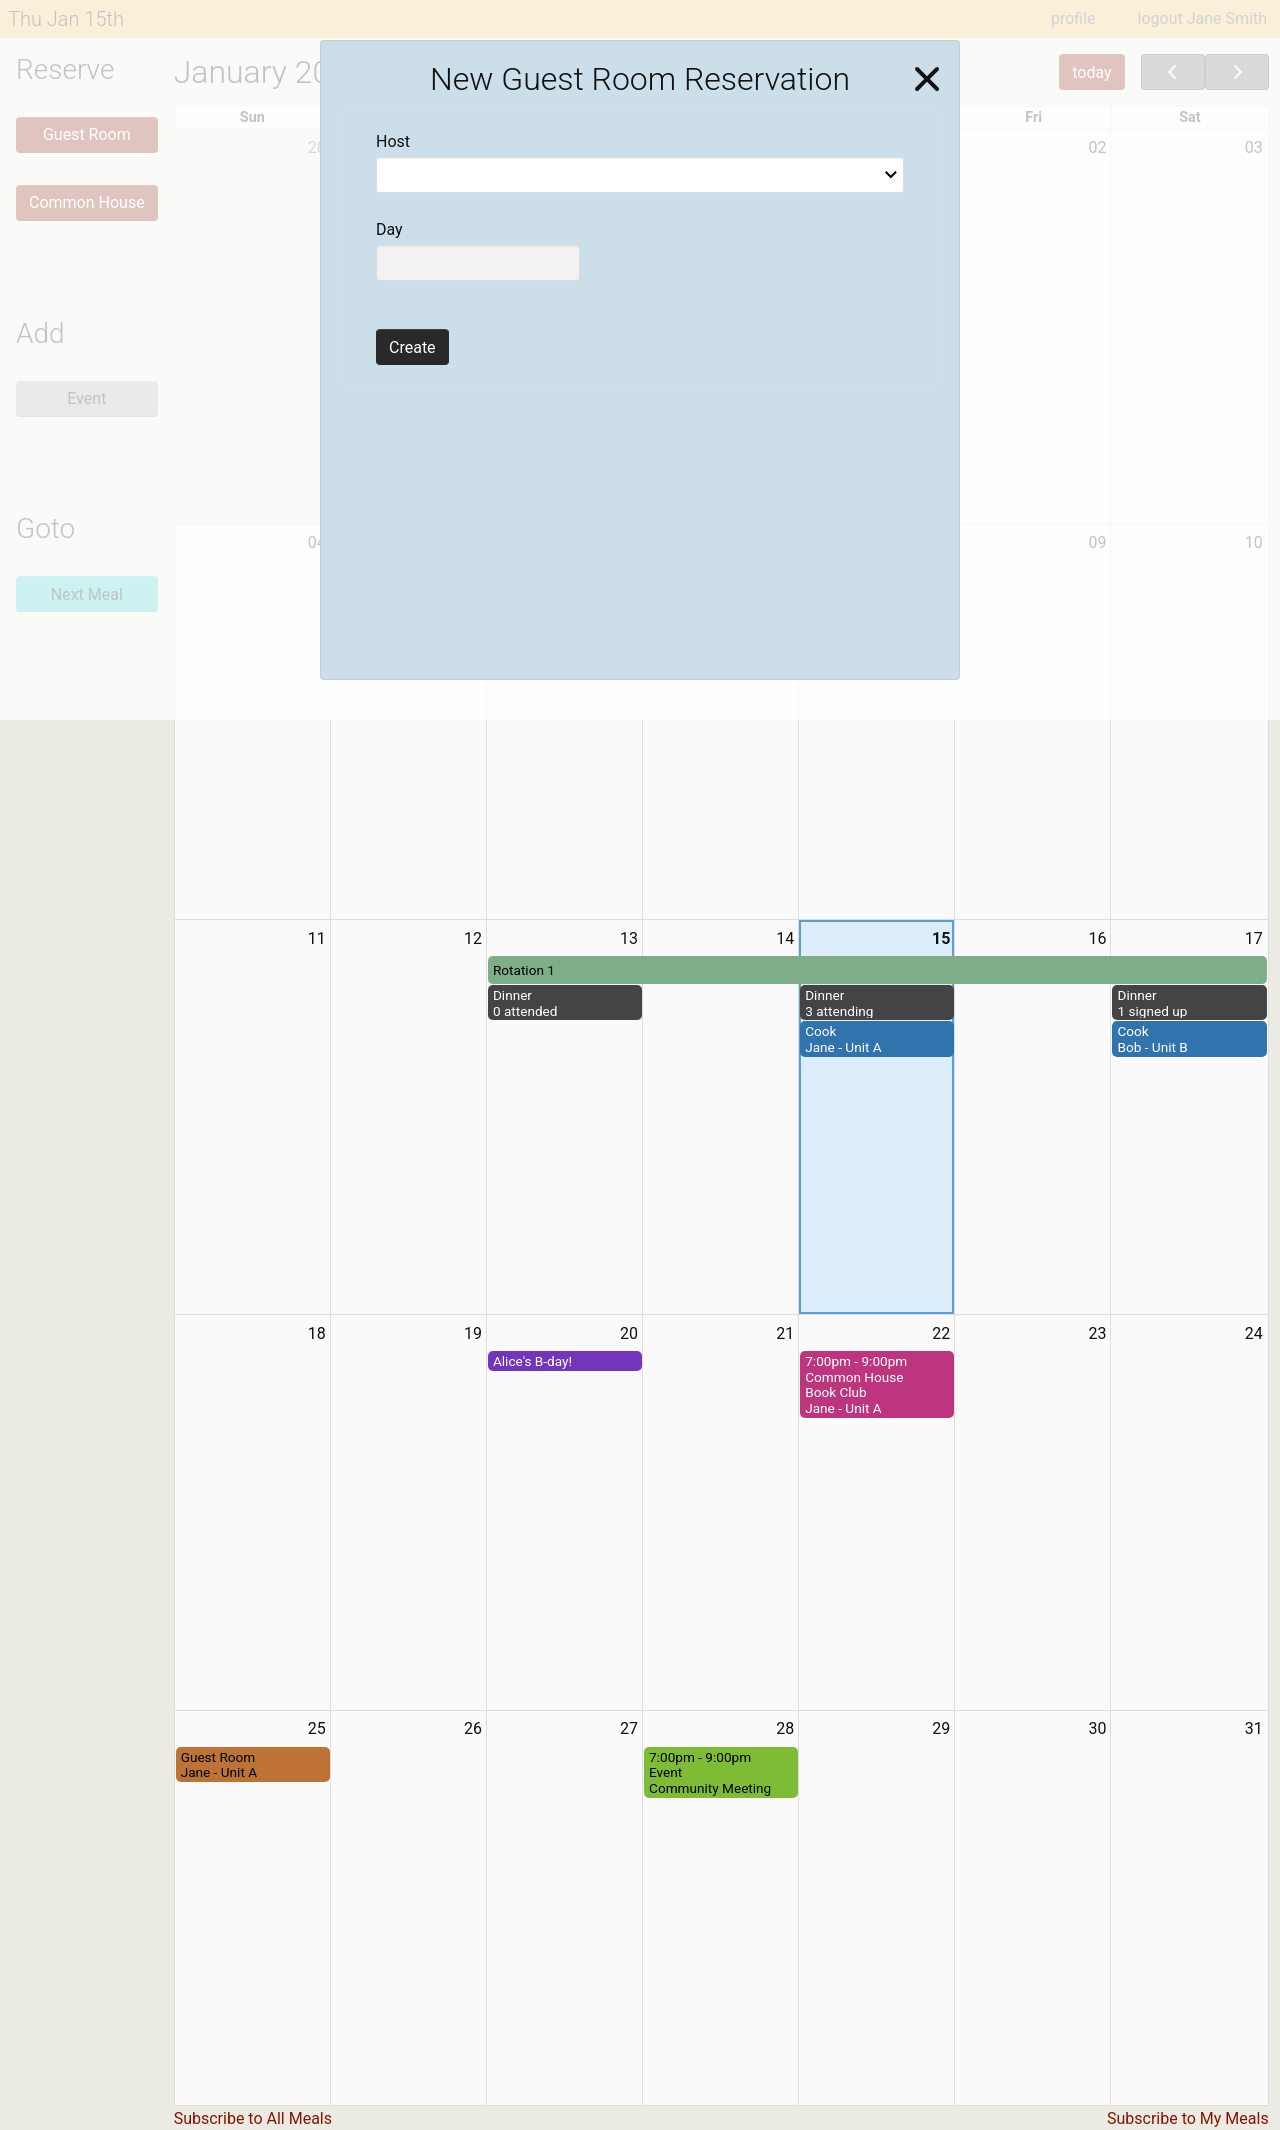 Thu Jan 15th
profile
logout Jane Smith
Reserve
Guest Room
Common House
Add
Event
Goto
Next Meal
January 20
today
New Guest Room Reservation
Host
Day
Create
Sun
Fri
Sat
28
02
03
04
09
10
11
12
13
14
15
16
17
Rotation 1
Dinner
0 attended
Dinner
3 attending
Cook
Jane - Unit A
Dinner
1 signed up
Cook
Bob - Unit B
18
19
20
21
22
23
24
Alice's B-day!
7:00pm - 9:00pm
Common House
Book Club
Jane - Unit A
25
26
27
28
29
30
31
Guest Room
Jane - Unit A
7:00pm - 9:00pm
Event
Community Meeting
Subscribe to All Meals
Subscribe to My Meals